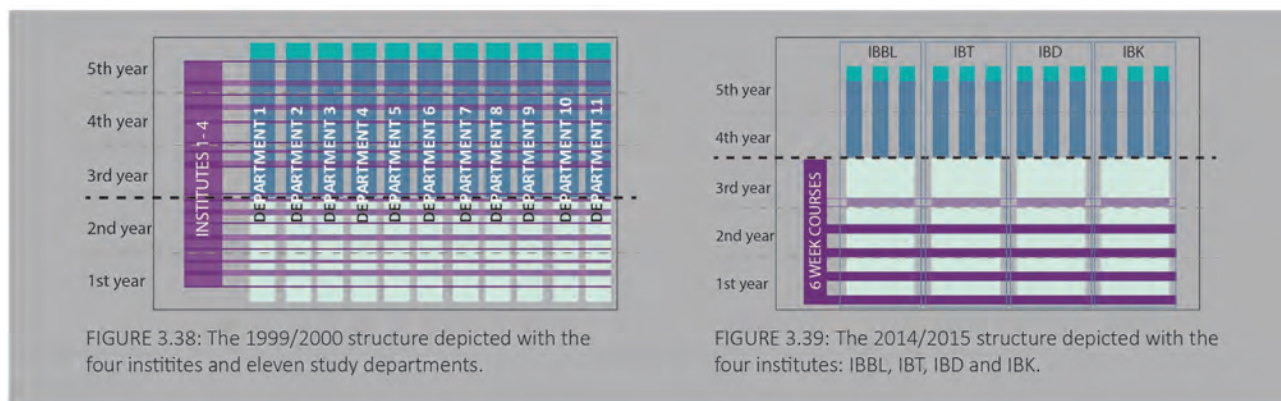 5th year
4th year
3rd year
2nd year
1st year
INSTITUTES 1- 4
DEPARTMENT 1
DEPARTMENT 2
DEPARTMENT 3
DEPARTMENT 4
DEPARTMENT 5
DEPARTMENT 6
DEPARTMENT 7
DEPARTMENT 8
DEPARTMENT 9
DEPARTMENT 10
DEPARTMENT 11
FIGURE 3.38: The 1999/2000 structure depicted with the
four institites and eleven study departments.
IBBL
IBT
IBD
IBK
5th year
4th year
3rd year
2nd year
1st year
6 WEEK COURSES
FIGURE 3.39: The 2014/2015 structure depicted with the
four institutes: IBBL, IBT, IBD and IBK.